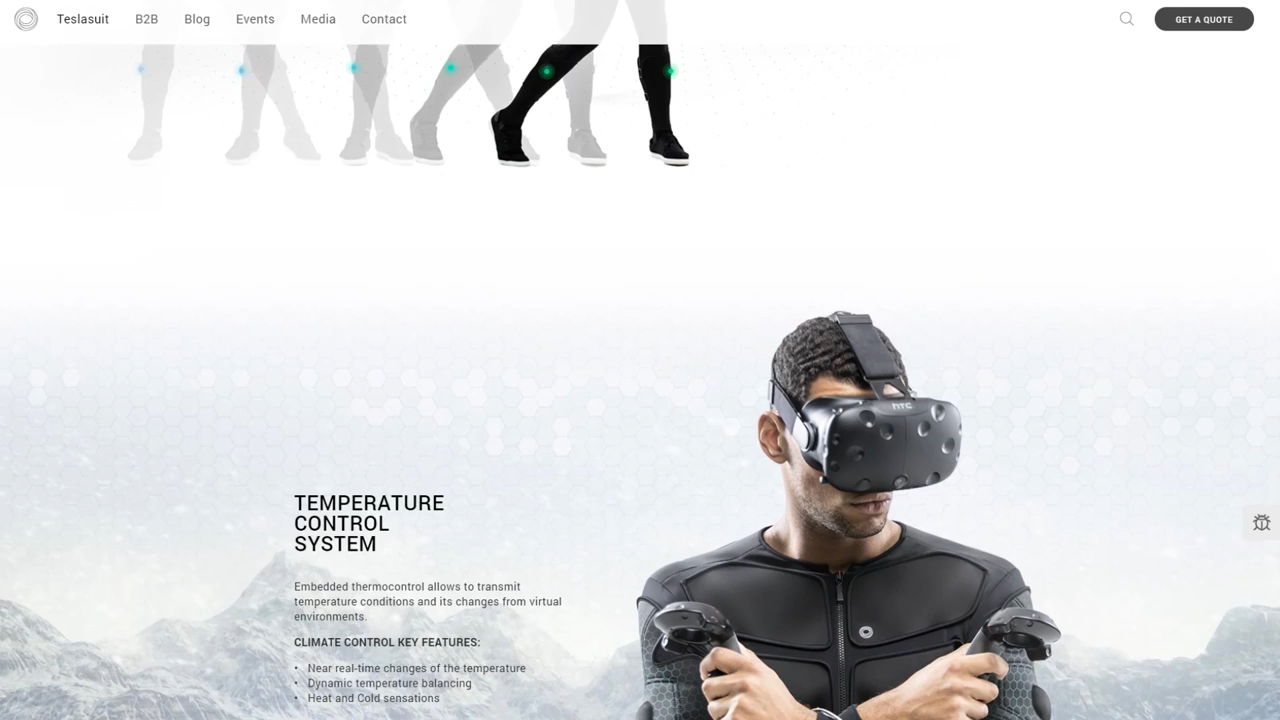 Teslasuit B2B Blog Events Media Contact GET A QUOTE
htc
TEMPERATURE
CONTROL
SYSTEM
Embedded thermocontrol allows to transmit
temperature conditions and its changes from virtual
environments.
CLIMATE CONTROL KEY FEATURES:
• Near real-time changes of the temperature
• Dynamic temperature balancing
• Heat and Cold sensations